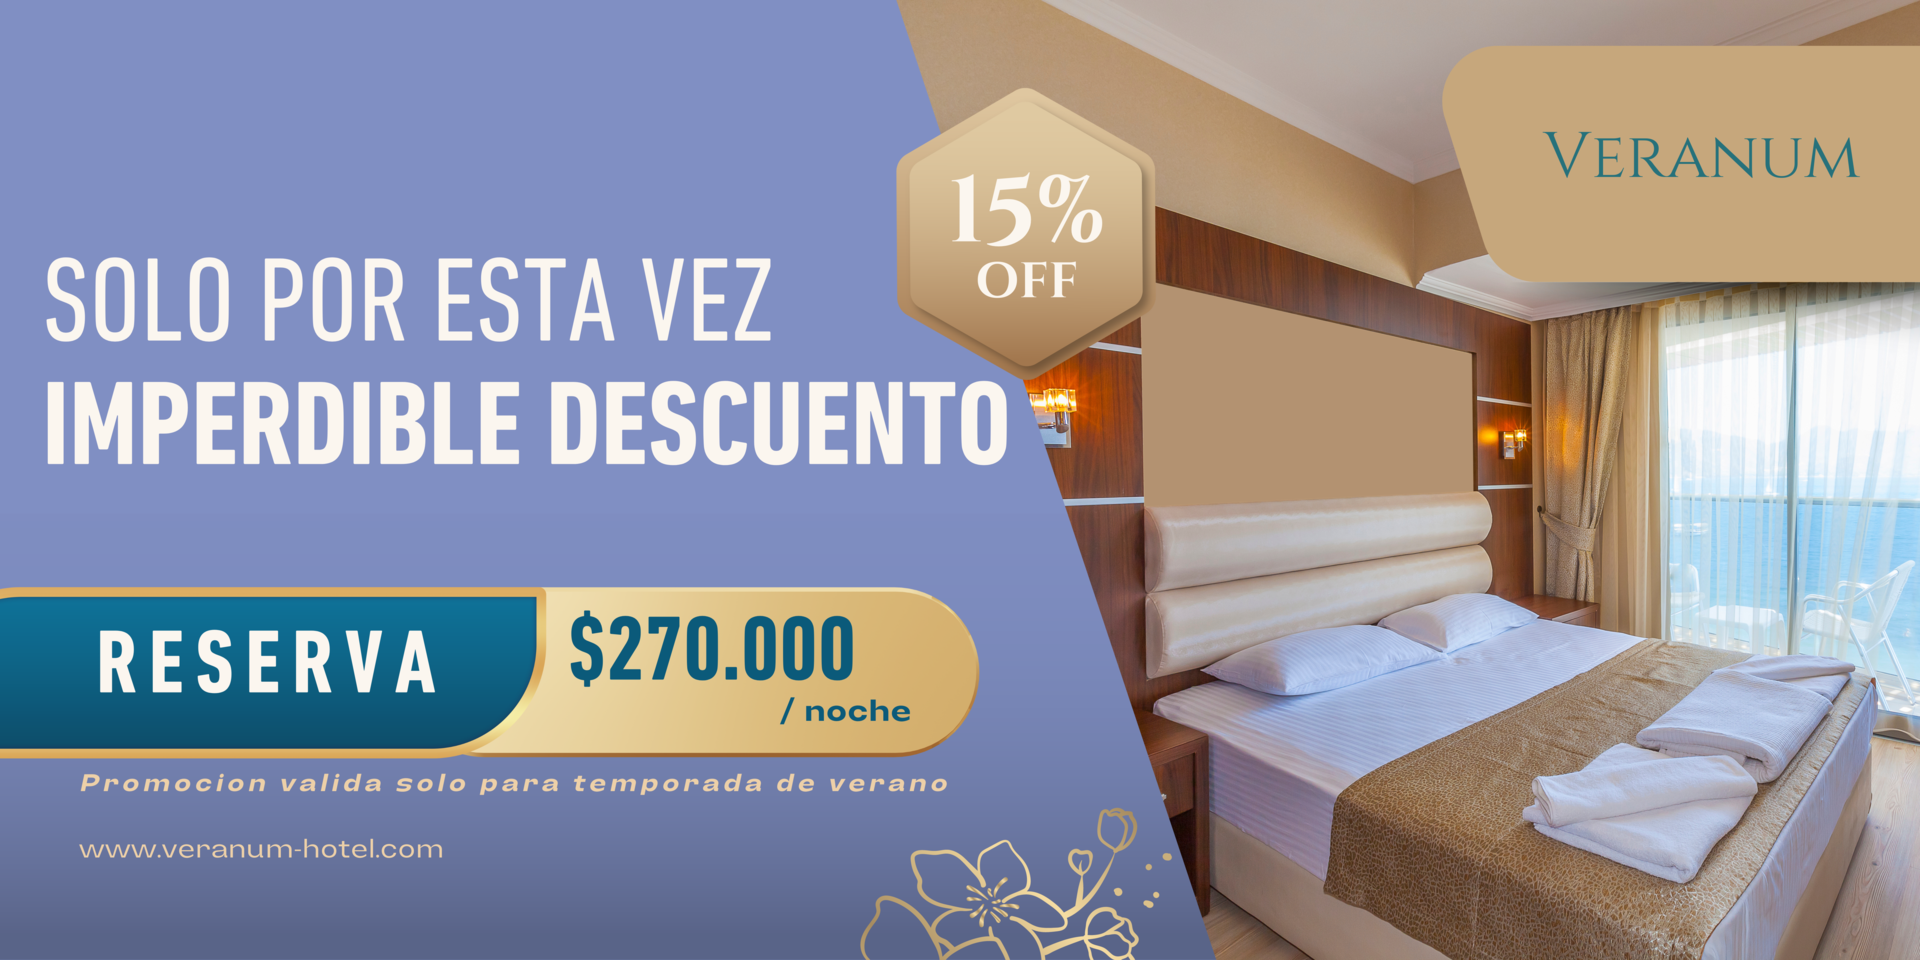 VERANUM
15%
OFF
SOLO POR ESTA VEZ
IMPERDIBLE DESCUENTO
RESERVA
$270.000
/ noche
Promocion valida solo para temporada de verano
www.veranum-hotel.com